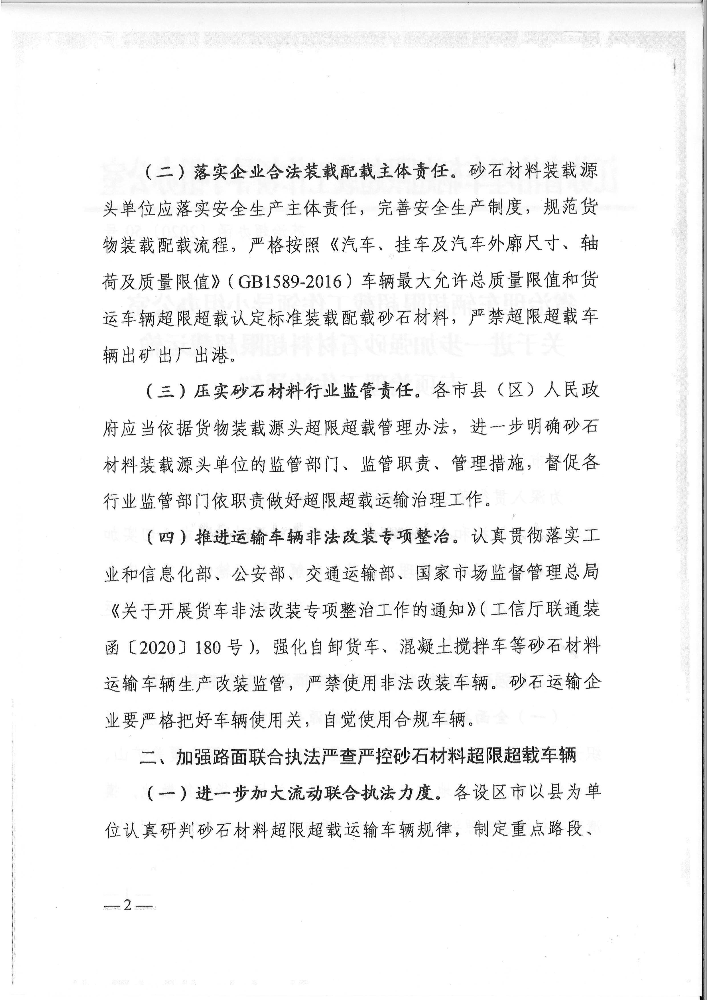 （二）落实企业合法装载配载主体责任。砂石材料装载源
头单位应落实安全生产主体责任，完善安全生产制度，规范货
物装载配载流程，严格按照《汽车、挂车及汽车外廓尺寸、轴
荷及质量限值》（GB1589-2016）车辆最大允许总质量限值和货
运车辆超限超载认定标准装载配载砂石材料，严禁超限超载车
辆出矿出厂出港。
（三）压实砂石材料行业监管责任。各市县（区）人民政
府应当依据货物装载源头超限超载管理办法，进一步明确砂石
材料装载源头单位的监管部门、监管职责、管理措施，督促各
行业监管部门依职责做好超限超载运输治理工作。
（四）推进运输车辆非法改装专项整治。认真贯彻落实工
业和信息化部、公安部、交通运输部、国家市场监督管理总局
《关于开展货车非法改装专项整治工作的通知》（工信厅联通装
函〔2020〕180号），强化自卸货车、混凝土搅拌车等砂石材料
运输车辆生产改装监管，严禁使用非法改装车辆。砂石运输企
业要严格把好车辆使用关，自觉使用合规车辆。
二、加强路面联合执法严查严控砂石材料超限超载车辆
（一）进一步加大流动联合执法力度。各设区市以县为单
位认真研判砂石材料超限超载运输车辆规律，制定重点路段、
—2—